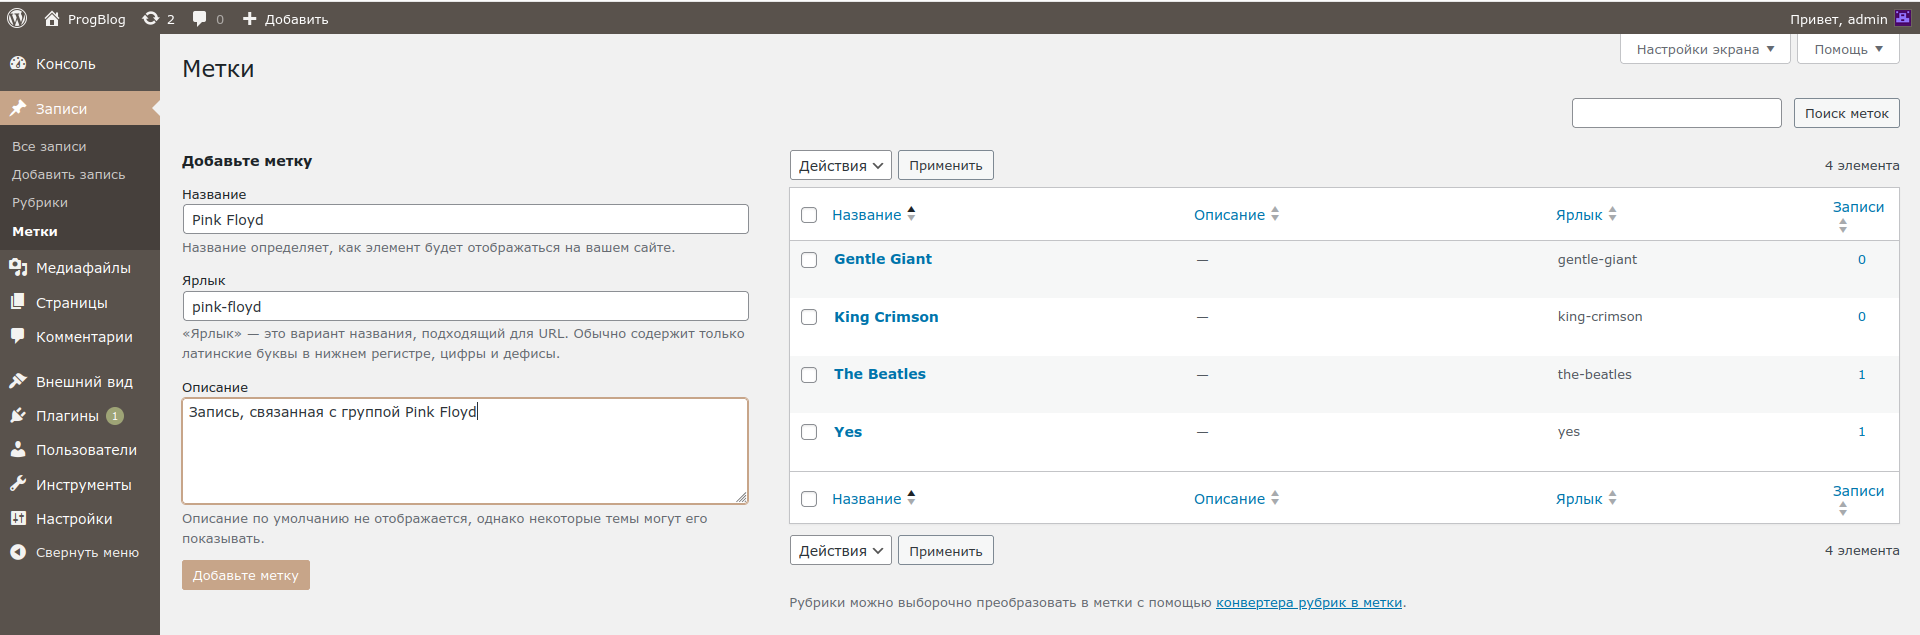 ProgBlog 2 0 Добавить Привет, admin
Настройки экрана Помощь
Консоль
Записи
Все записи
Добавить запись
Рубрики
Метки
Медиафайлы
Страницы
Комментарии
Внешний вид
Плагины 1
Пользователи
Инструменты
Настройки
Свернуть меню
Метки
Поиск меток
Добавьте метку
Название
Pink Floyd
Название определяет, как элемент будет отображаться на вашем сайте.
Ярлык
pink-floyd
«Ярлык» — это вариант названия, подходящий для URL. Обычно содержит только
латинские буквы в нижнем регистре, цифры и дефисы.
Описание
Запись, связанная с группой Pink Floyd
Описание по умолчанию не отображается, однако некоторые темы могут его
показывать.
Добавьте метку
Действия Применить 4 элемента
Название Описание Ярлык Записи
Gentle Giant — gentle-giant 0
King Crimson — king-crimson 0
The Beatles — the-beatles 1
Yes — yes 1
Название Описание Ярлык Записи
Действия Применить 4 элемента
Рубрики можно выборочно преобразовать в метки с помощью конвертера рубрик в метки.